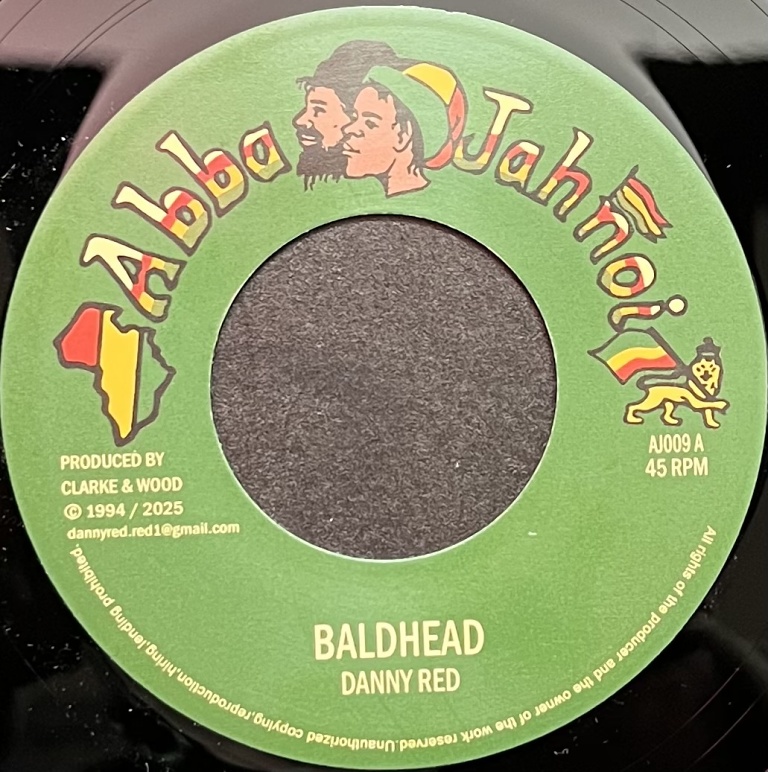 Abba Jahnoi
PRODUCED BY
CLARKE & WOOD
© 1994 / 2025
dannyred.red1@gmail.com
AJ009 A
45 RPM
BALDHEAD
DANNY RED
All rights of the producer and the owner of the work reserved.Unauthorized copying,reproduction,hiring,lending prohibited.